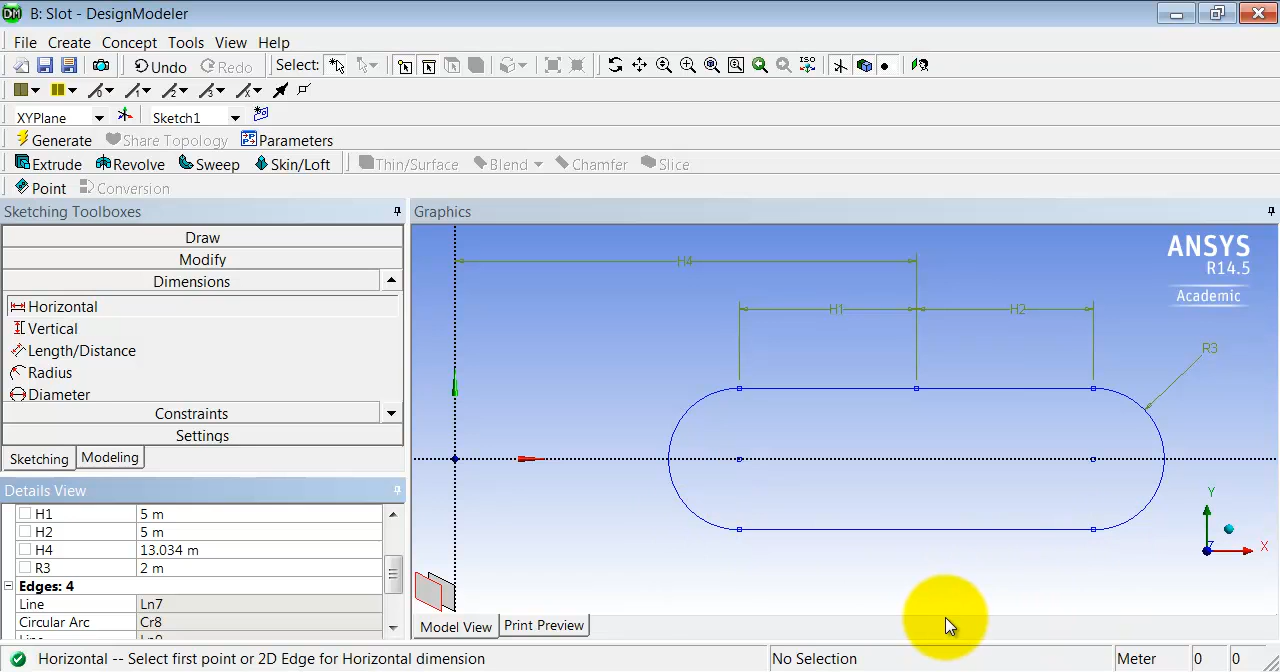 DM B: Slot - DesignModeler
File Create Concept Tools View Help
Undo Redo Select: ISO
XYPlane Sketch1
Generate Share Topology Parameters
Extrude Revolve Sweep Skin/Loft Thin/Surface Blend Chamfer Slice
Point Conversion
Sketching Toolboxes
Draw
Modify
Dimensions
Horizontal
Vertical
Length/Distance
Radius
Diameter
Constraints
Settings
Sketching Modeling
Details View
H1 5 m
H2 5 m
H4 13.034 m
R3 2 m
Edges: 4
Line Ln7
Circular Arc Cr8
Graphics
ANSYS
R14.5
Academic
H4
H1 H2
R3
Y
Z X
Model View Print Preview
Horizontal -- Select first point or 2D Edge for Horizontal dimension No Selection Meter 0 0